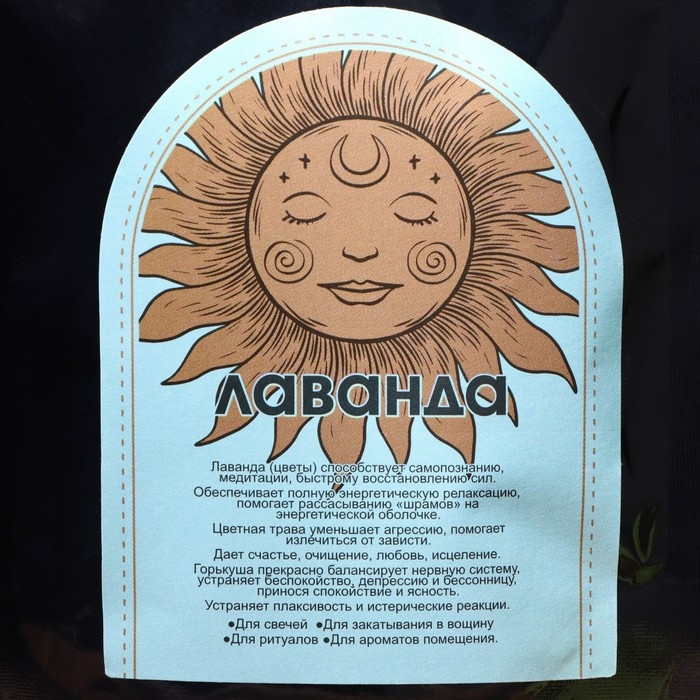 лаванда
Лаванда (цветы) способствует самопознанию,
медитации, быстрому восстановлению сил.
Обеспечивает полную энергетическую релаксацию,
помогает рассасыванию «шрамов» на
энергетической оболочке.
Цветная трава уменьшает агрессию, помогает
излечиться от зависти.
Дает счастье, очищение, любовь, исцеление.
Горькуша прекрасно балансирует нервную систему,
устраняет беспокойство, депрессию и бессонницу,
принося спокойствие и ясность.
Устраняет плаксивость и истерические реакции.
●Для свечей ●Для закатывания в вощину
●Для ритуалов ●Для ароматов помещения.